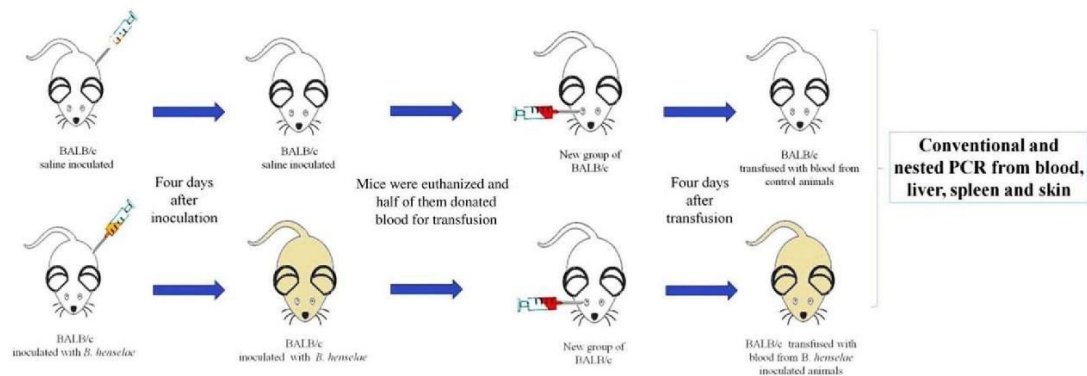 BALB/c
saline inoculated
Four days
after
inoculation
BALB/c
saline inoculated
Mice were euthanized and
half of them donated
blood for transfusion
New group of
BALB/c
Four days
after
transfusion
BALB/c
transfused with blood from
control animals
Conventional and
nested PCR from blood,
liver, spleen and skin
BALB/c
inoculated with B. henselae
BALB/c
inoculated with B. henselae
New group of
BALB/c
BALB/c transfused with
blood from B. henselae
inoculated animals